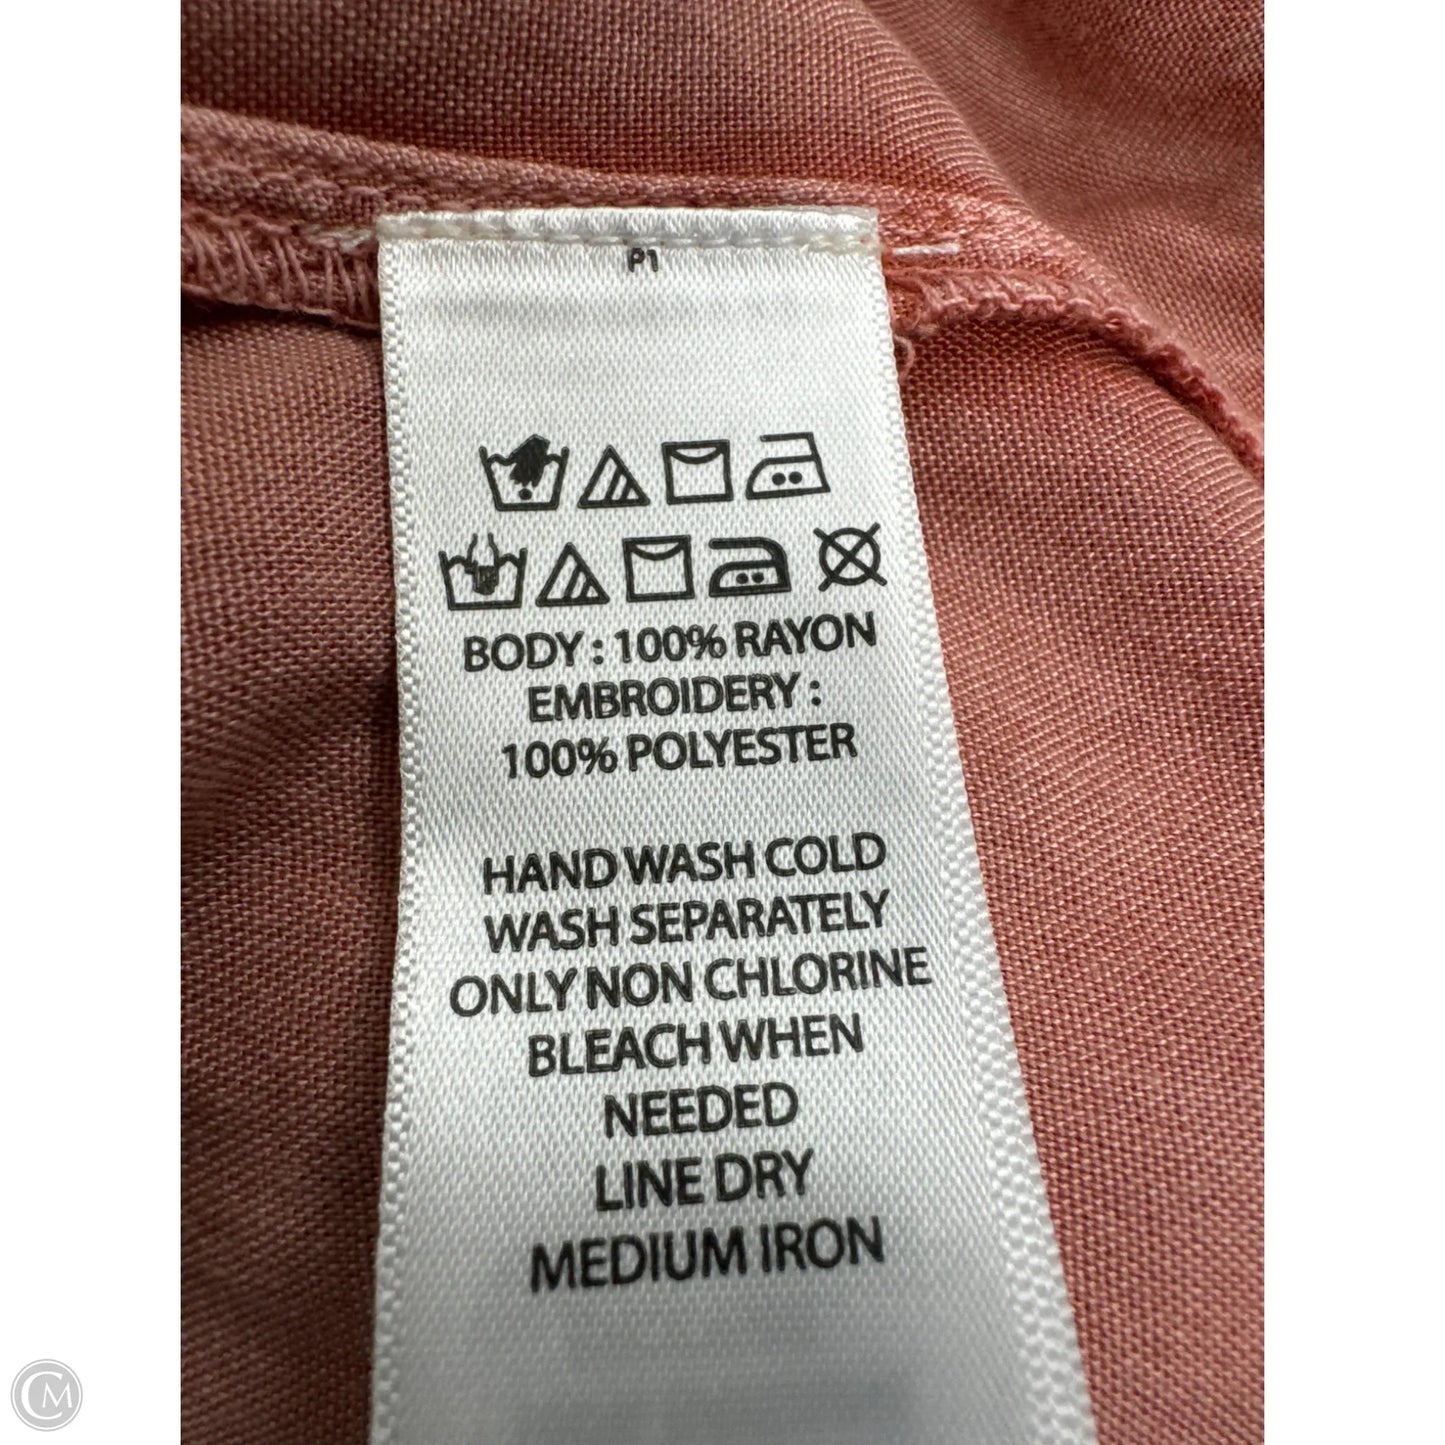 P1
BODY : 100% RAYON
EMBROIDERY :
100% POLYESTER
HAND WASH COLD
WASH SEPARATELY
ONLY NON CHLORINE
BLEACH WHEN
NEEDED
LINE DRY
MEDIUM IRON
CM